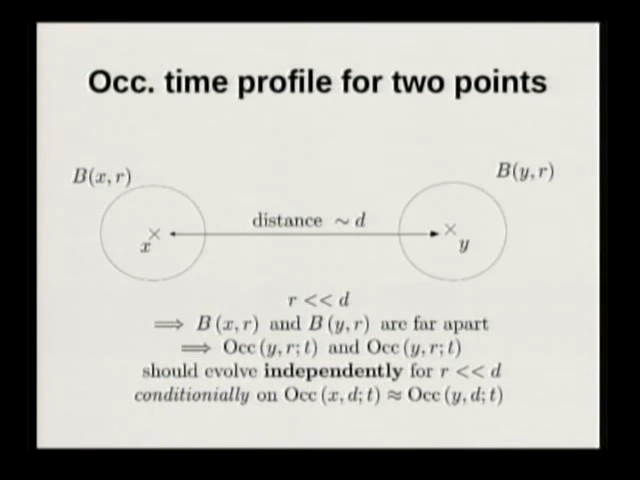 Occ. time profile for two points
B(x, r)
B(y, r)
distance ∼ d
x
y
r << d
⟹ B(x, r) and B(y, r) are far apart
⟹ Occ(y, r; t) and Occ(y, r; t)
should evolve independently for r << d
conditionially on Occ(x, d; t) ≈ Occ(y, d; t)